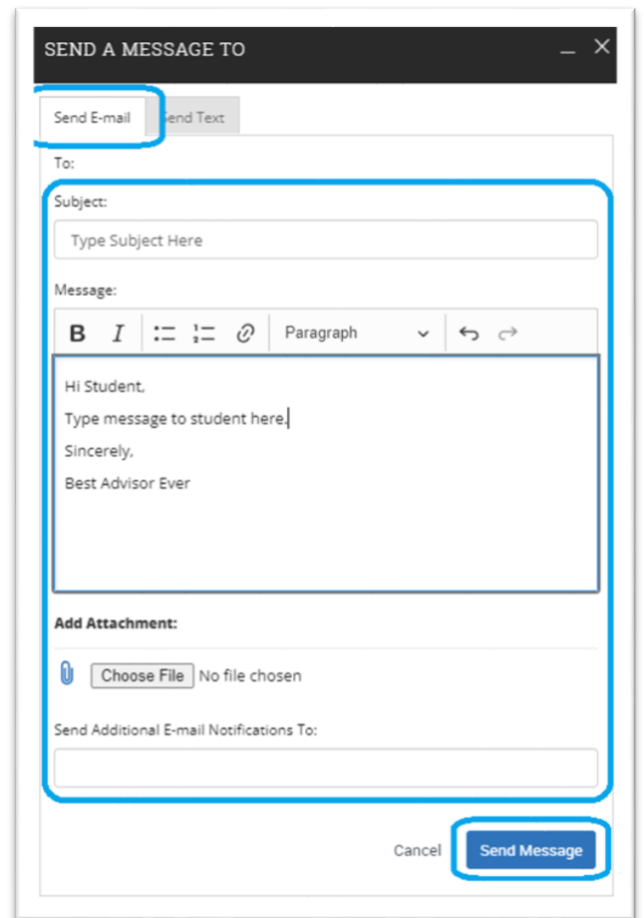 SEND A MESSAGE TO
Send E-mail
Send Text
To:
Subject:
Type Subject Here
Message:
B I Paragraph
Hi Student,
Type message to student here.
Sincerely,
Best Advisor Ever
Add Attachment:
Choose File No file chosen
Send Additional E-mail Notifications To:
Cancel Send Message